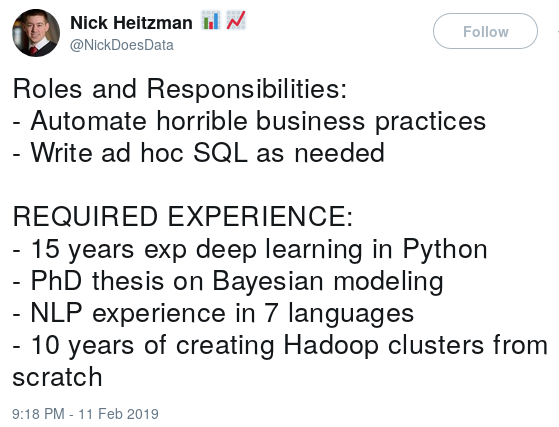 Nick Heitzman 📊 📈
@NickDoesData
Follow
Roles and Responsibilities:
- Automate horrible business practices
- Write ad hoc SQL as needed
REQUIRED EXPERIENCE:
- 15 years exp deep learning in Python
- PhD thesis on Bayesian modeling
- NLP experience in 7 languages
- 10 years of creating Hadoop clusters from
scratch
9:18 PM - 11 Feb 2019